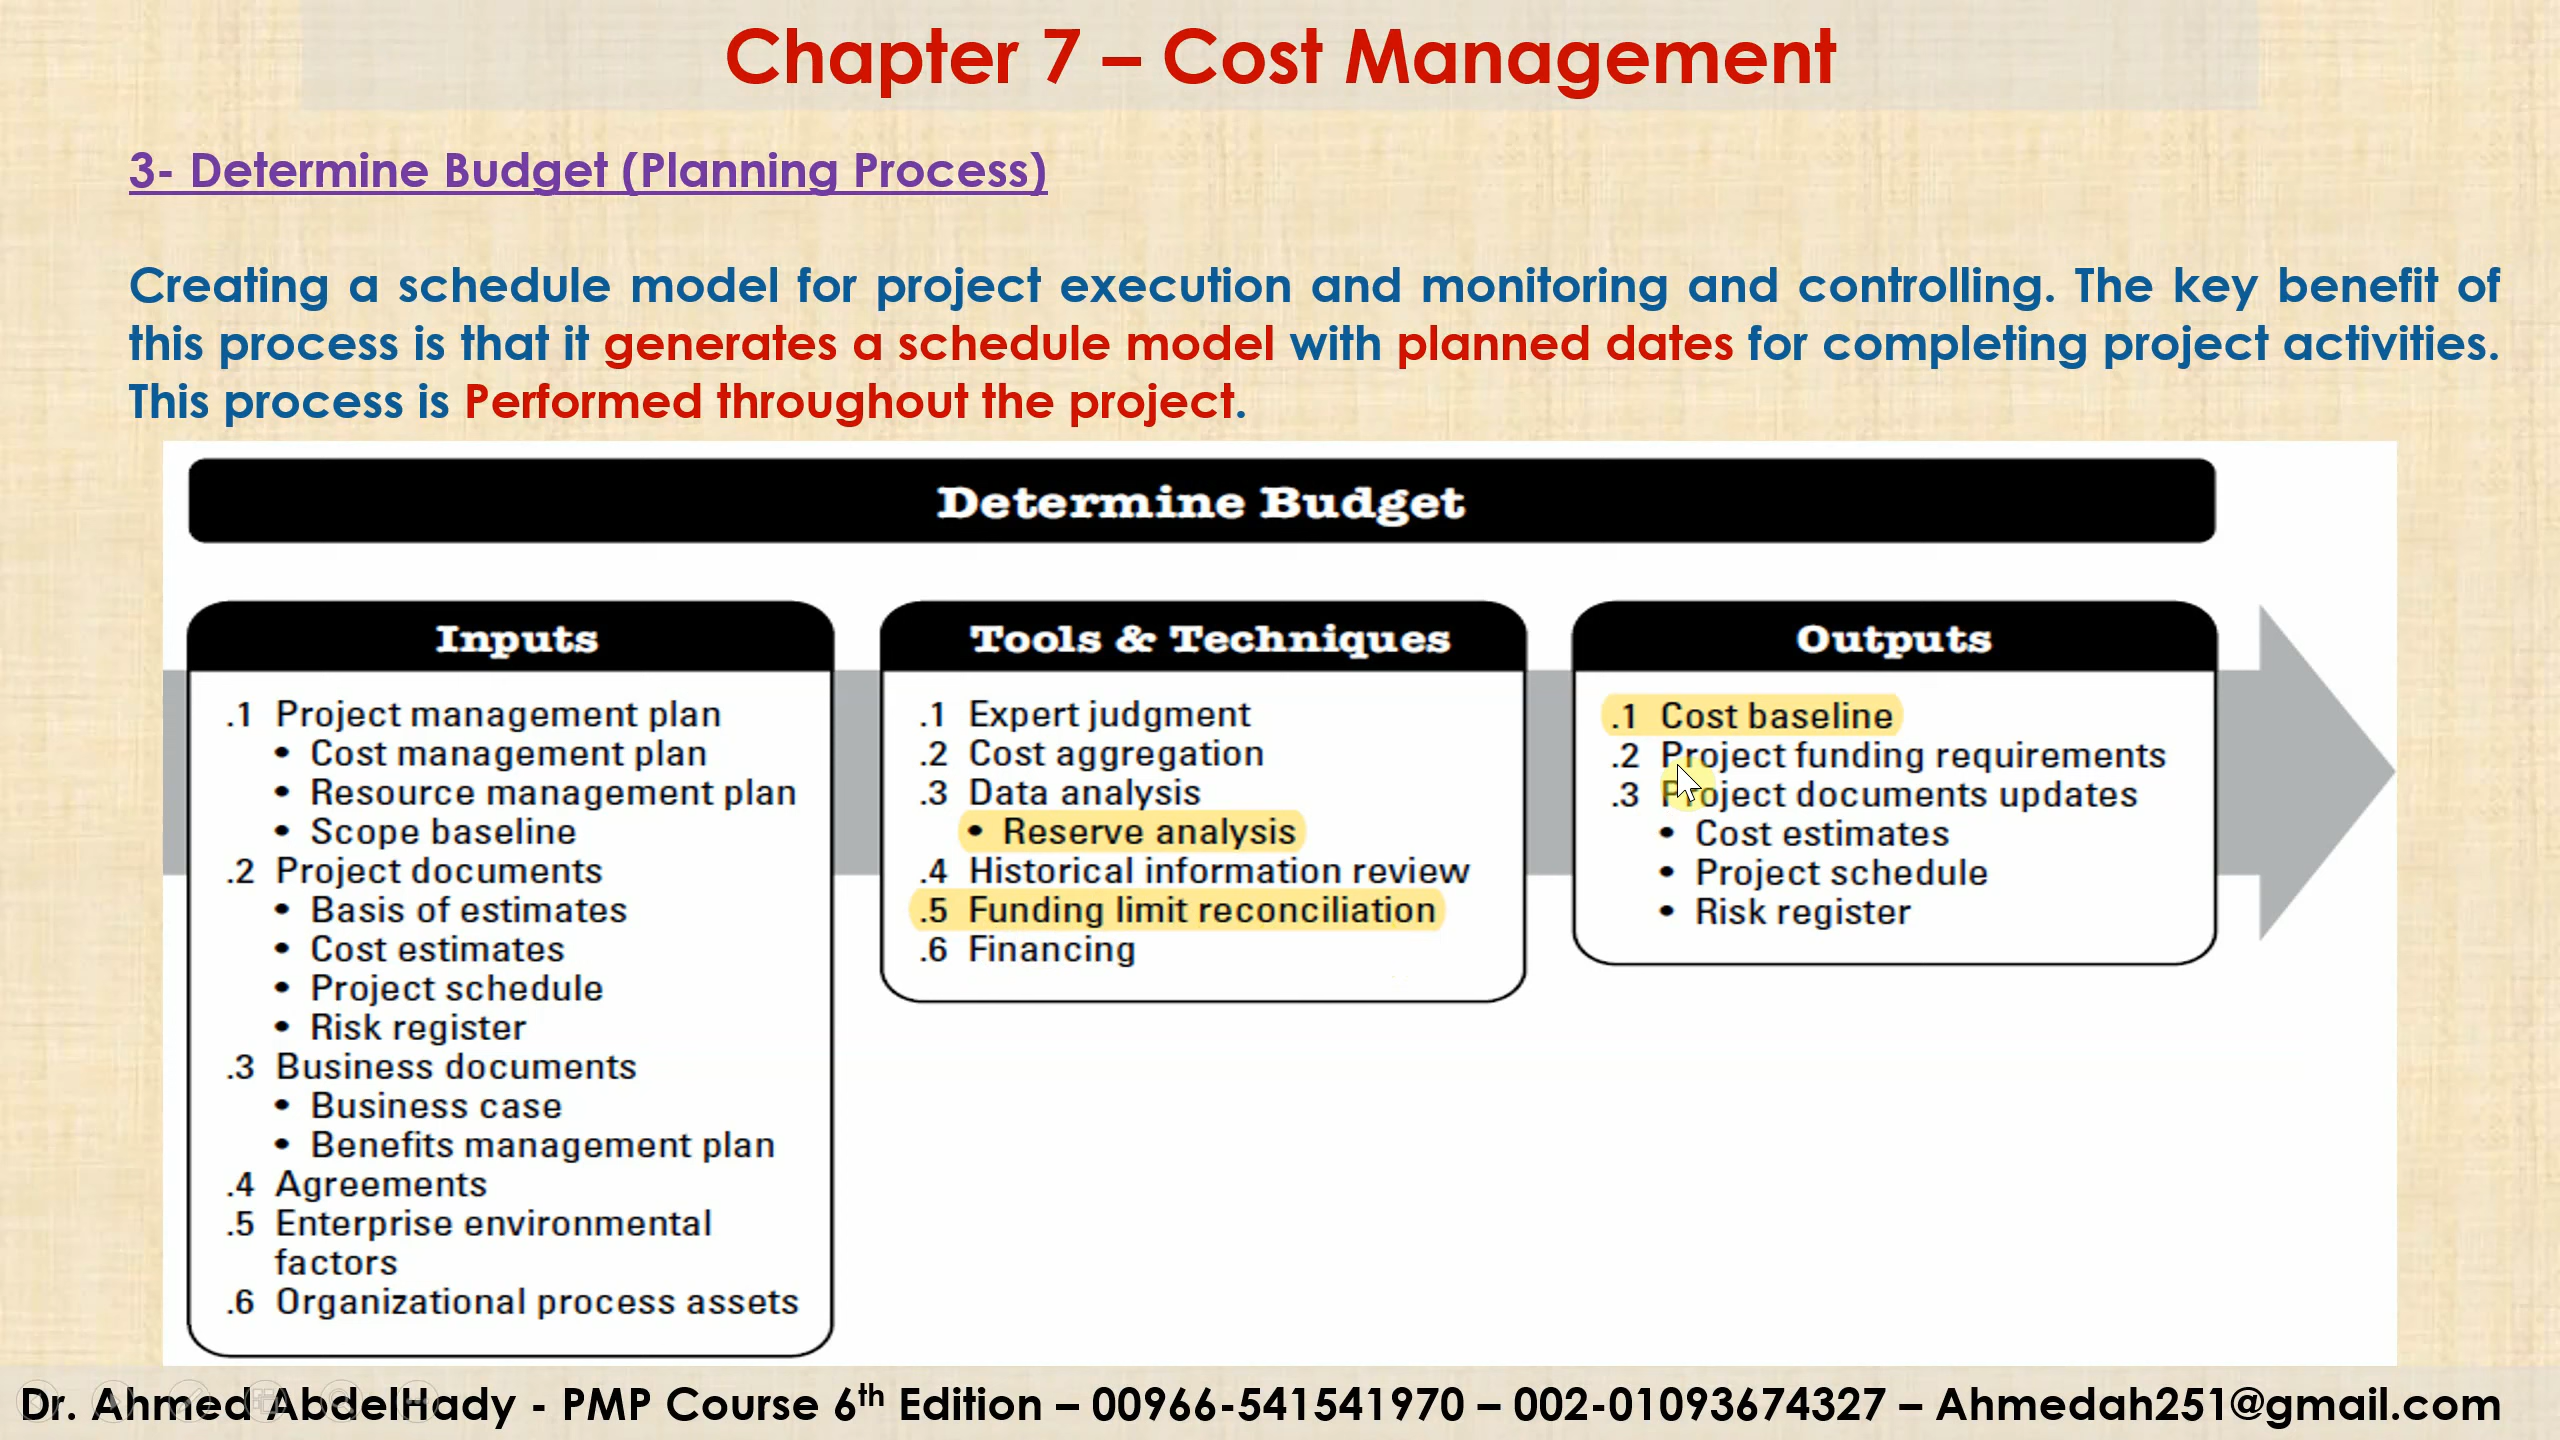 Chapter 7 – Cost Management
3- Determine Budget (Planning Process)
Creating a schedule model for project execution and monitoring and controlling. The key benefit of
this process is that it generates a schedule model with planned dates for completing project activities.
This process is Performed throughout the project.
Determine Budget
Inputs
.1 Project management plan
• Cost management plan
• Resource management plan
• Scope baseline
.2 Project documents
• Basis of estimates
• Cost estimates
• Project schedule
• Risk register
.3 Business documents
• Business case
• Benefits management plan
.4 Agreements
.5 Enterprise environmental
factors
.6 Organizational process assets
Tools & Techniques
.1 Expert judgment
.2 Cost aggregation
.3 Data analysis
• Reserve analysis
.4 Historical information review
.5 Funding limit reconciliation
.6 Financing
Outputs
.1 Cost baseline
.2 Project funding requirements
.3 Project documents updates
• Cost estimates
• Project schedule
• Risk register
Dr. Ahmed AbdelHady - PMP Course 6th Edition – 00966-541541970 – 002-01093674327 – Ahmedah251@gmail.com